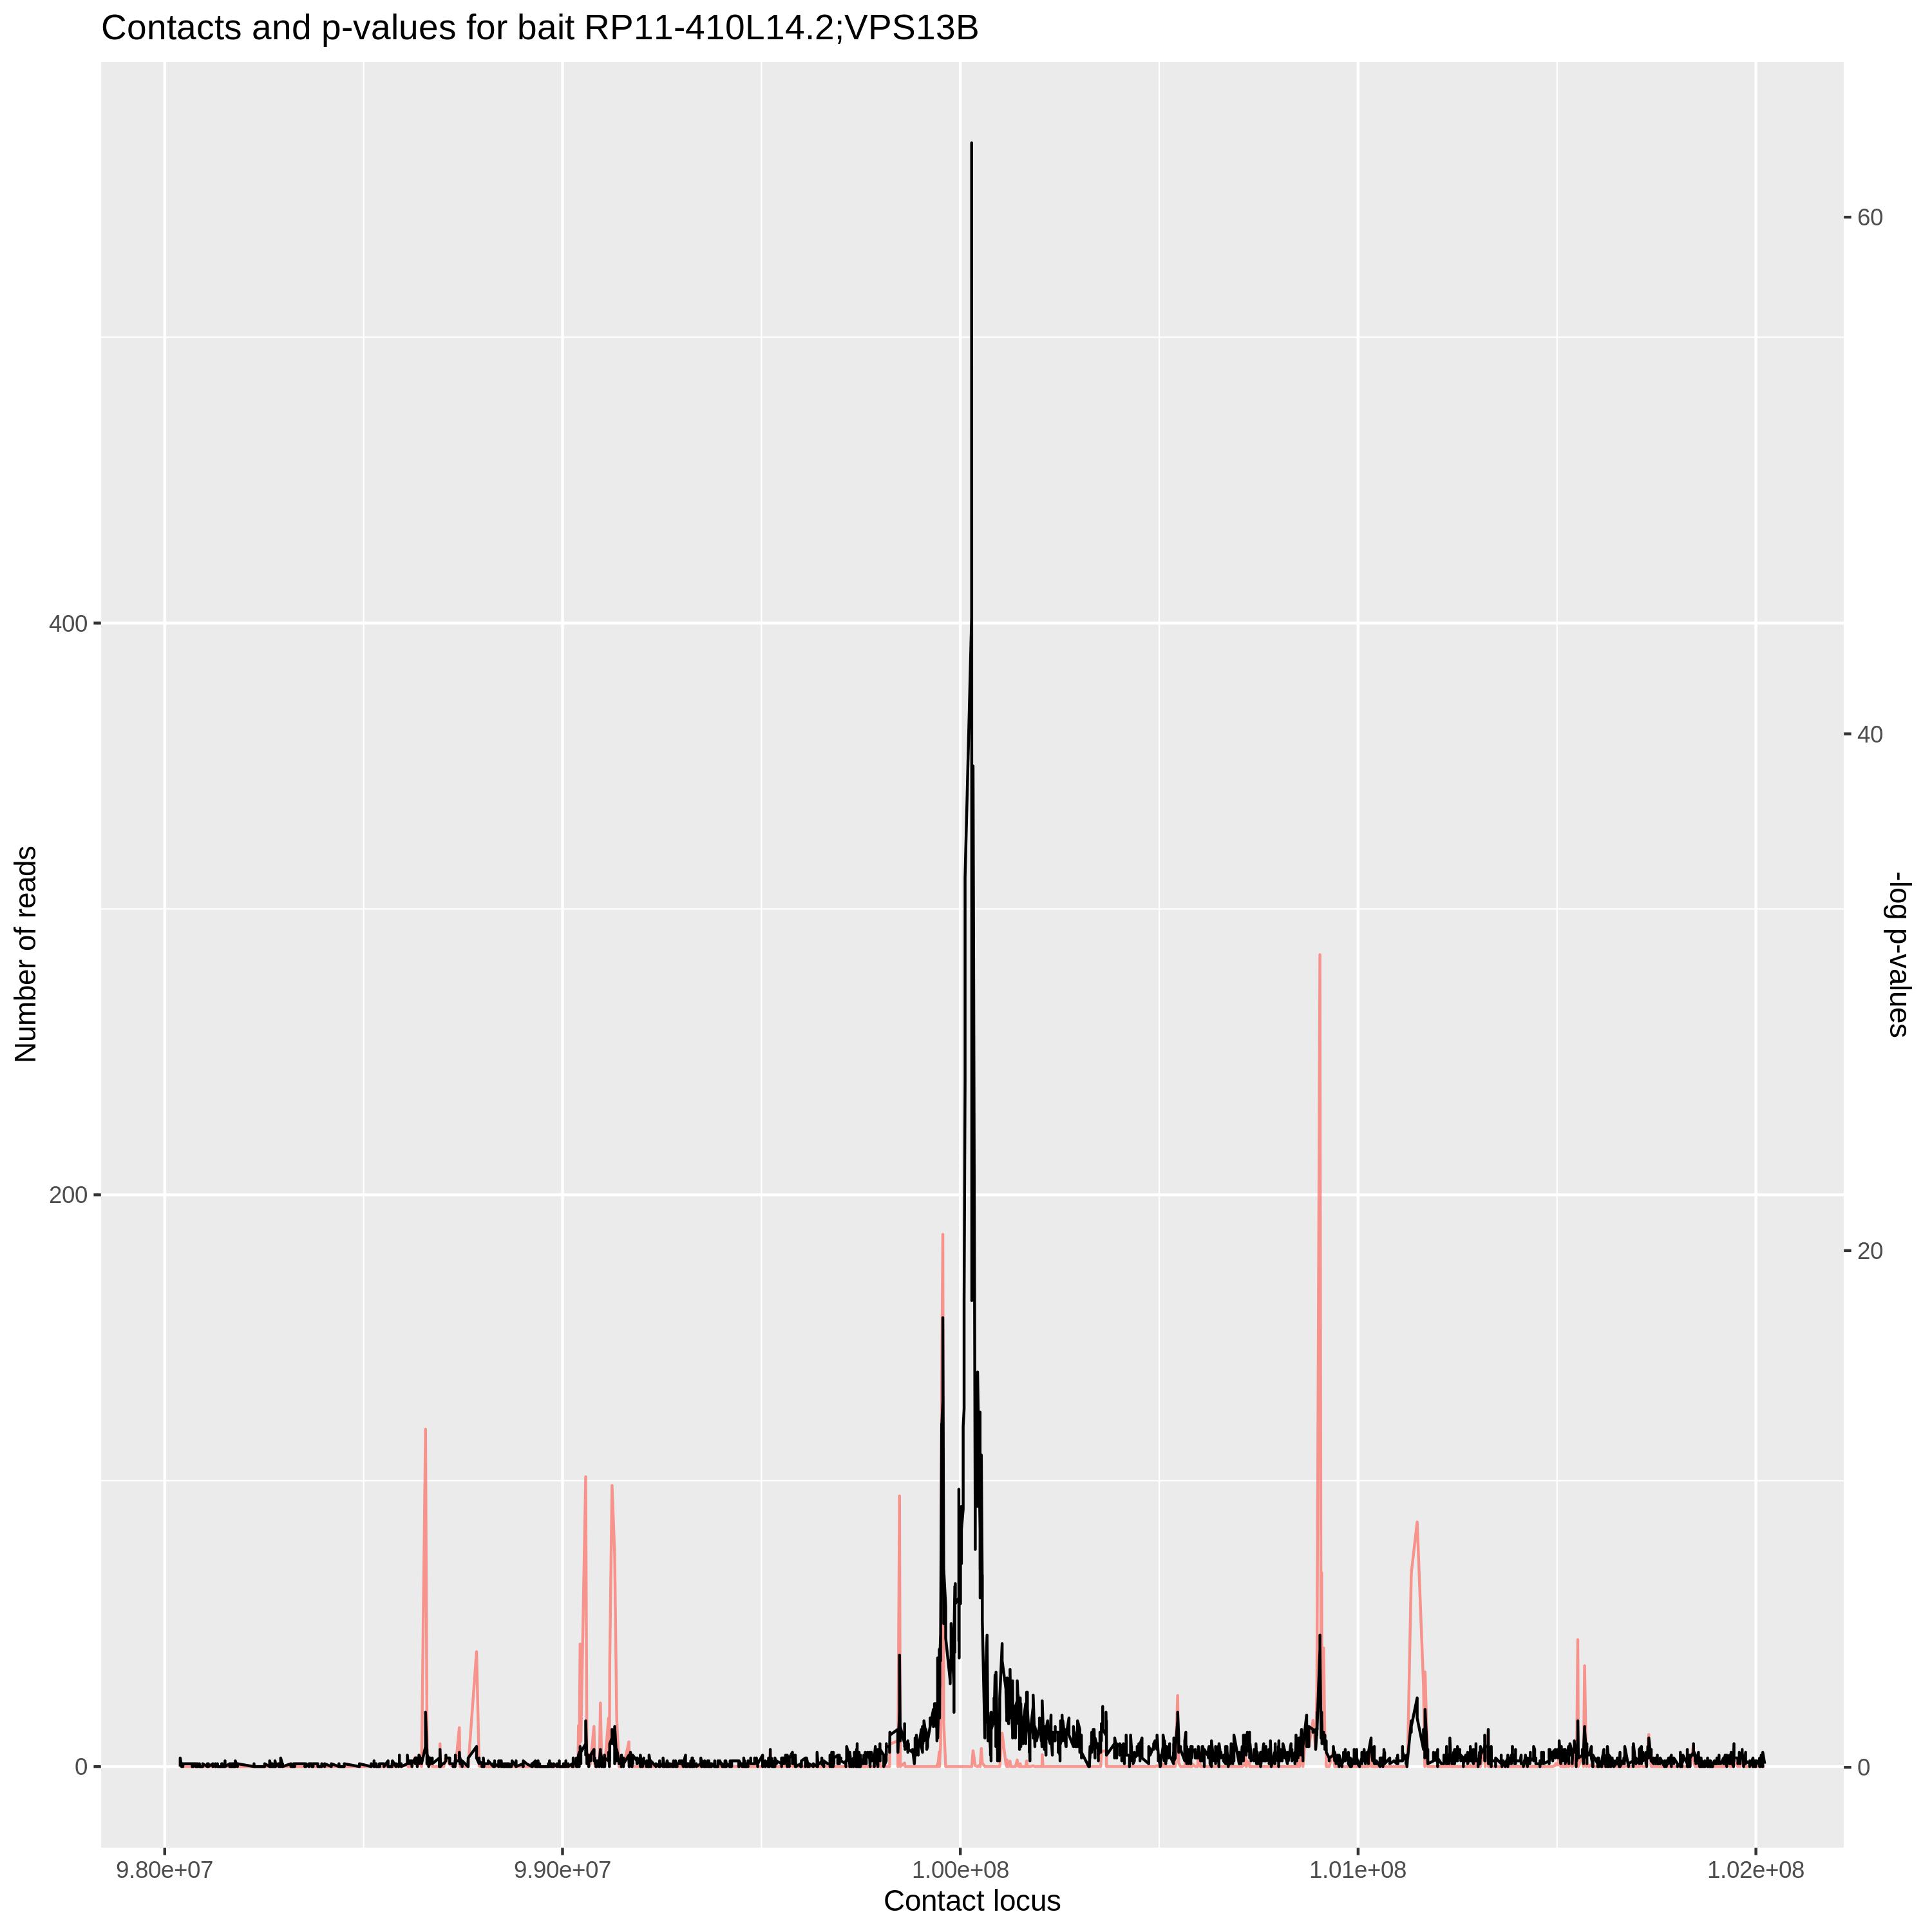 Contacts and p-values for bait RP11-410L14.2;VPS13B
Number of reads
400
200
0
60
40
20
0
-log p-values
9.80e+07
9.90e+07
1.00e+08
1.01e+08
1.02e+08
Contact locus